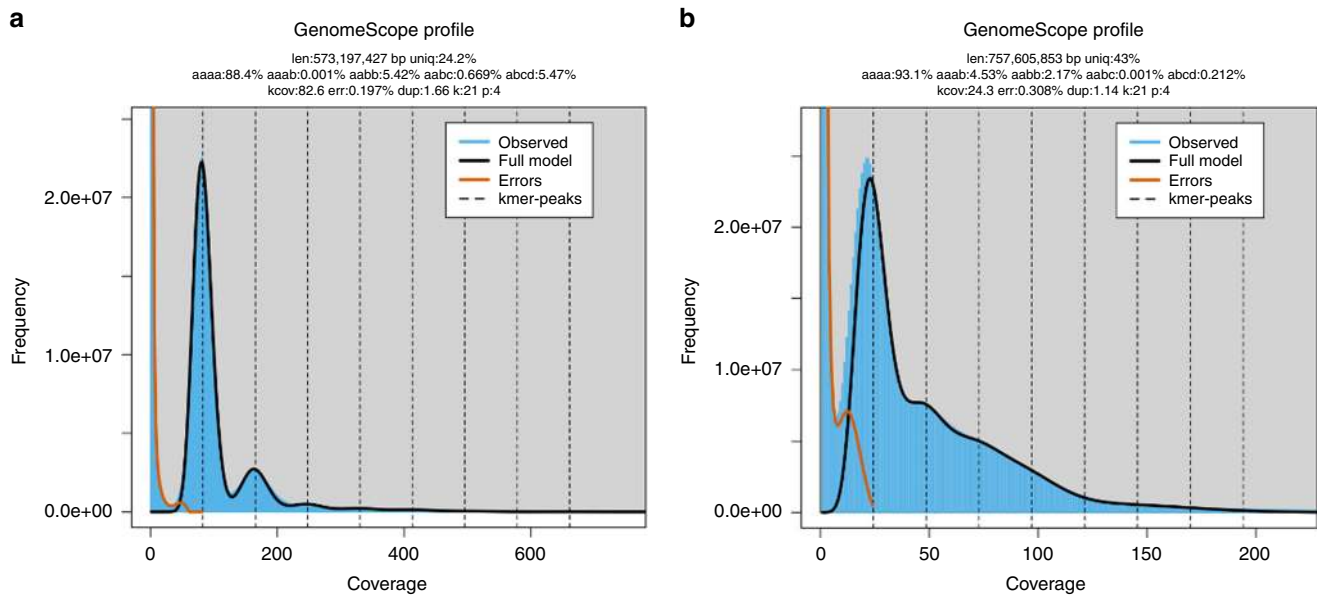 a
GenomeScope profile
len:573,197,427 bp uniq:24.2%
aaaa:88.4% aaab:0.001% aabb:5.42% aabc:0.669% abcd:5.47%
kcov:82.6 err:0.197% dup:1.66 k:21 p:4
Observed
Full model
Errors
kmer-peaks
Frequency
2.0e+07
1.0e+07
0.0e+00
0 200 400 600
Coverage
b
GenomeScope profile
len:757,605,853 bp uniq:43%
aaaa:93.1% aaab:4.53% aabb:2.17% aabc:0.001% abcd:0.212%
kcov:24.3 err:0.308% dup:1.14 k:21 p:4
Observed
Full model
Errors
kmer-peaks
Frequency
2.0e+07
1.0e+07
0.0e+00
0 50 100 150 200
Coverage